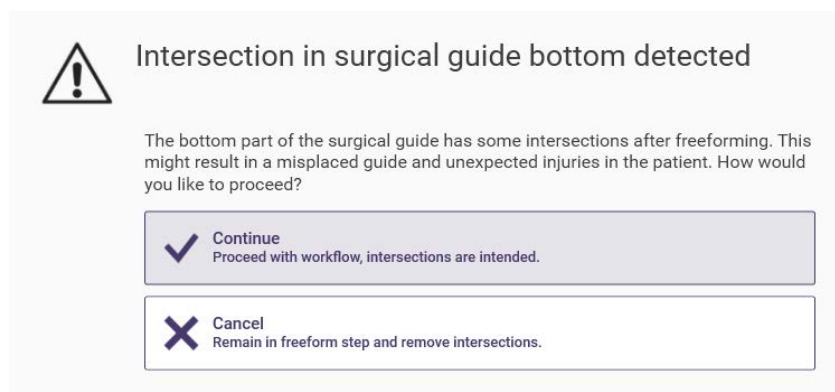 Intersection in surgical guide bottom detected
The bottom part of the surgical guide has some intersections after freeforming. This
might result in a misplaced guide and unexpected injuries in the patient. How would
you like to proceed?
Continue
Proceed with workflow, intersections are intended.
Cancel
Remain in freeform step and remove intersections.